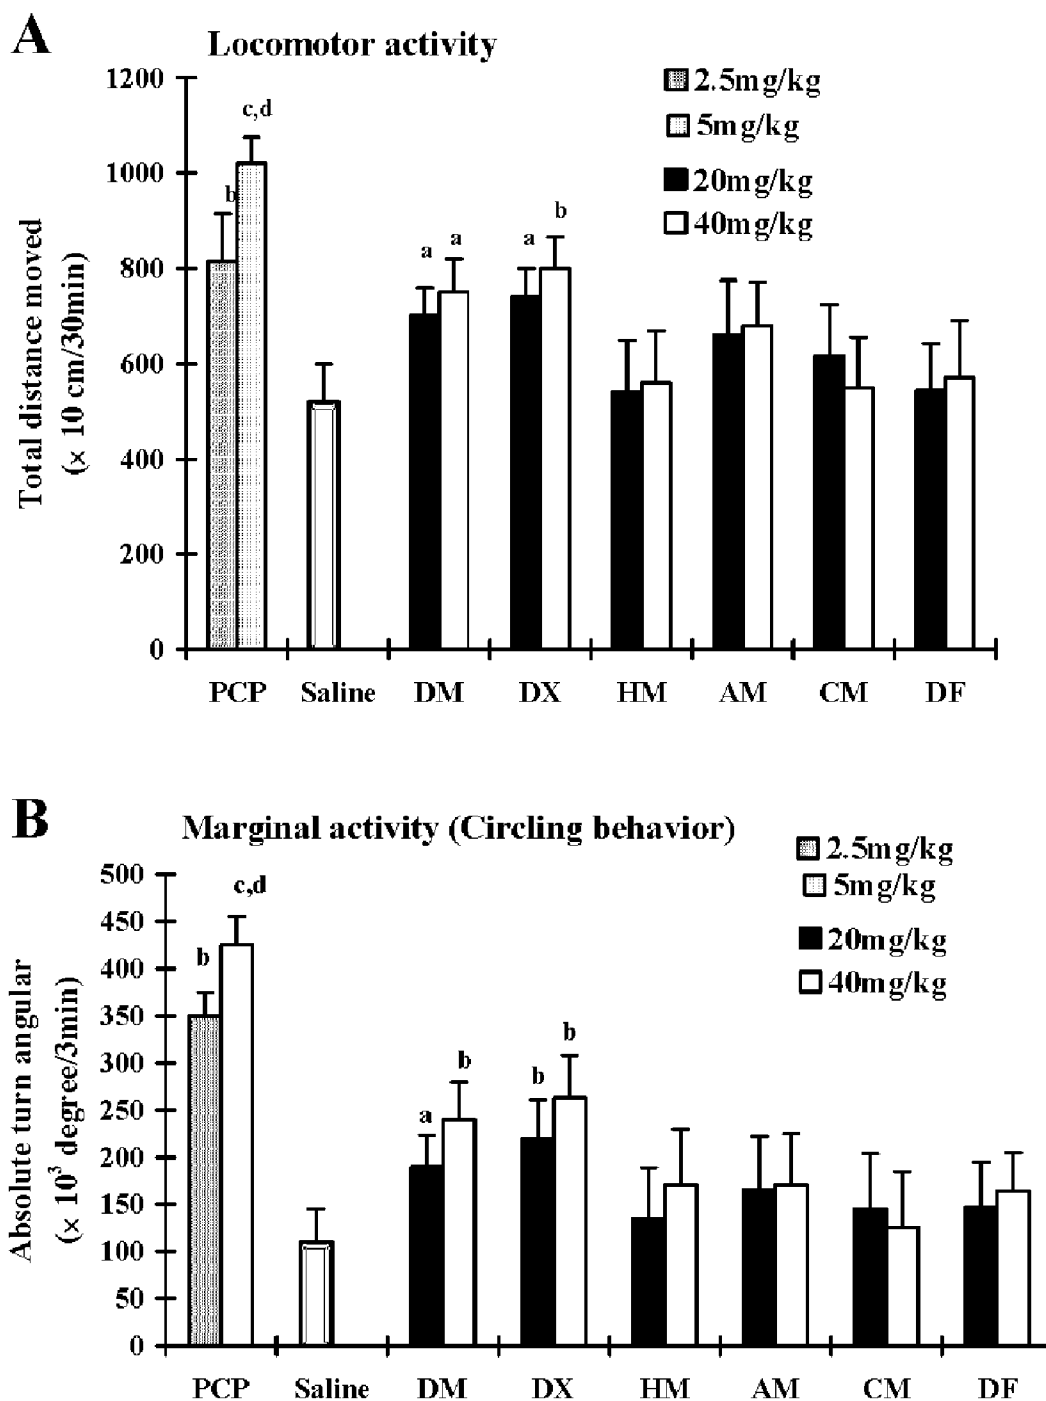 A
Locomotor activity
2.5mg/kg
5mg/kg
20mg/kg
40mg/kg
Total distance moved
(× 10 cm/30min)
1200
1000
800
600
400
200
0
b
c,d
a
a
a
b
PCP Saline DM DX HM AM CM DF
B
Marginal activity (Circling behavior)
2.5mg/kg
5mg/kg
20mg/kg
40mg/kg
Absolute turn angular
(× 10³ degree/3min)
500
450
400
350
300
250
200
150
100
50
0
b
c,d
a
b
b
b
PCP Saline DM DX HM AM CM DF